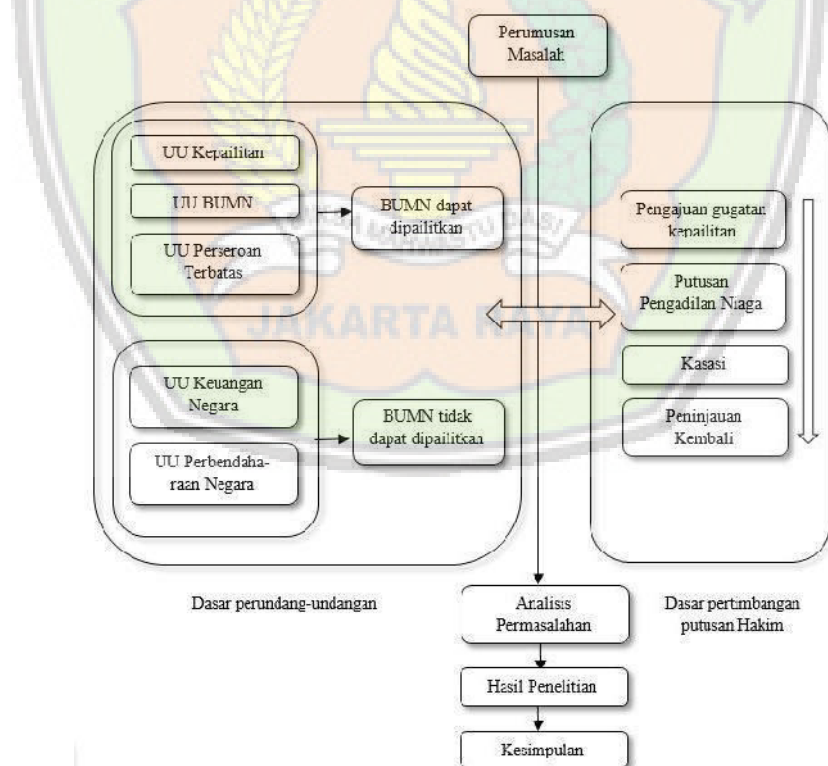 Perumusan
Masalah
UU Kepailitan
UU BUMN
UU Perseroan
Terbatas
BUMN dapat
dipailitkan
UU Keuangan
Negara
UU Perbendaha-
raan Negara
BUMN tidak
dapat dipailitkan
Pengajuan gugatan
kepailitan
Putusan
Pengadilan Niaga
Kasasi
Peninjauan
Kembali
JAKARTA RAYA
Dasar perundang-undangan
Analisis
Permasalahan
Dasar pertimbangan
putusan Hakim
Hasil Penelitian
Kesimpulan